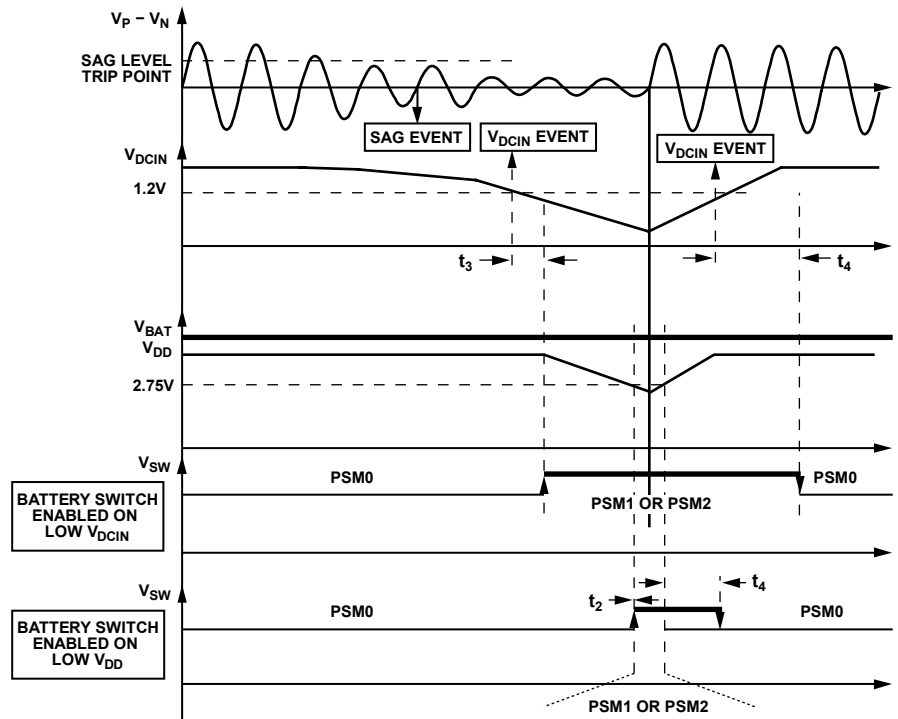 VP − VN
SAG LEVEL
TRIP POINT
SAG EVENT
VDCIN EVENT
VDCIN EVENT
VDCIN
1.2V
t3
t4
VBAT
VDD
2.75V
VSW
PSM0
PSM0
BATTERY SWITCH
ENABLED ON
LOW VDCIN
PSM1 OR PSM2
VSW
t2
t4
PSM0
PSM0
BATTERY SWITCH
ENABLED ON
LOW VDD
PSM1 OR PSM2